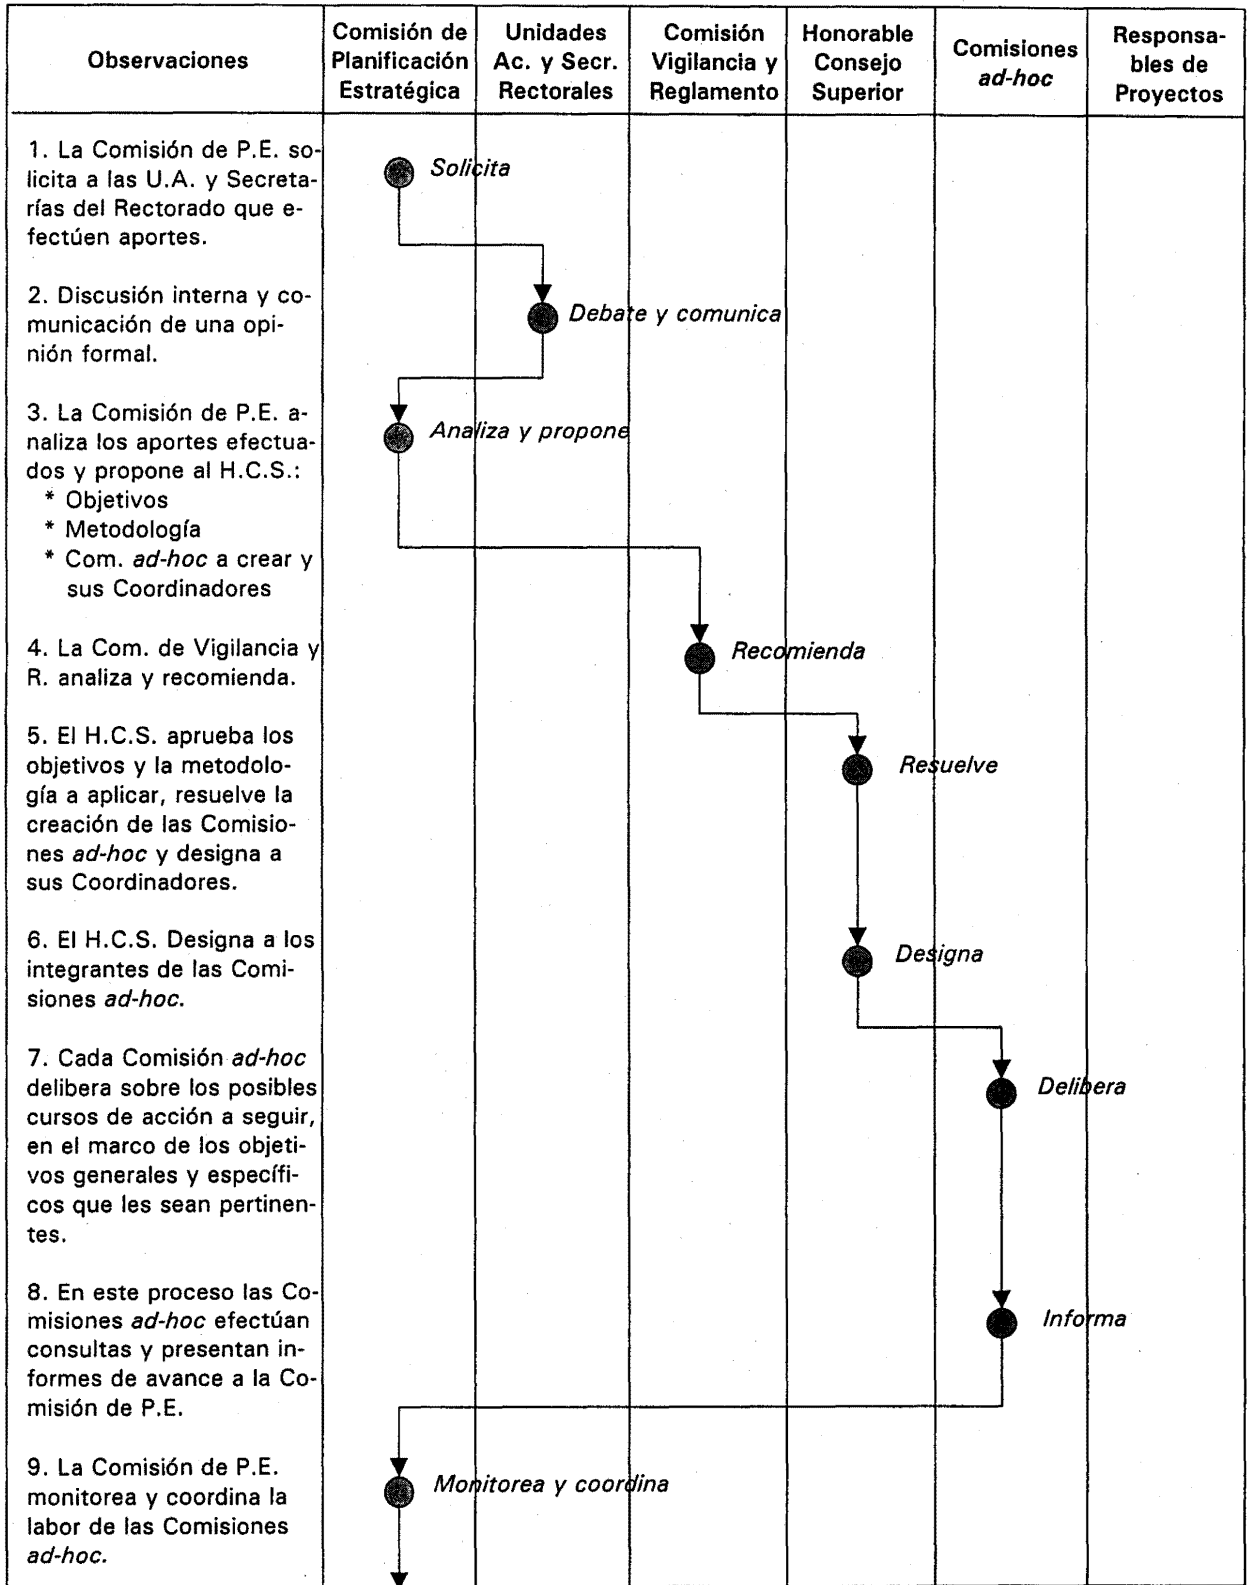 Observaciones
Comisión de
Planificación
Estratégica
Unidades
Ac. y Secr.
Rectorales
Comisión
Vigilancia y
Reglamento
Honorable
Consejo
Superior
Comisiones
ad-hoc
Responsa-
bles de
Proyectos
1. La Comisión de P.E. so-
licita a las U.A. y Secreta-
rías del Rectorado que e-
fectúen aportes.
Solicita
2. Discusión interna y co-
municación de una opi-
nión formal.
Debate y comunica
3. La Comisión de P.E. a-
naliza los aportes efectua-
dos y propone al H.C.S.:
* Objetivos
* Metodología
* Com. ad-hoc a crear y
sus Coordinadores
Analiza y propone
4. La Com. de Vigilancia y
R. analiza y recomienda.
Recomienda
5. El H.C.S. aprueba los
objetivos y la metodolo-
gía a aplicar, resuelve la
creación de las Comisio-
nes ad-hoc y designa a
sus Coordinadores.
Resuelve
6. El H.C.S. Designa a los
integrantes de las Comi-
siones ad-hoc.
Designa
7. Cada Comisión ad-hoc
delibera sobre los posibles
cursos de acción a seguir,
en el marco de los objeti-
vos generales y específi-
cos que les sean pertinen-
tes.
Delibera
8. En este proceso las Co-
misiones ad-hoc efectúan
consultas y presentan in-
formes de avance a la Co-
misión de P.E.
Informa
9. La Comisión de P.E.
monitorea y coordina la
labor de las Comisiones
ad-hoc.
Monitorea y coordina